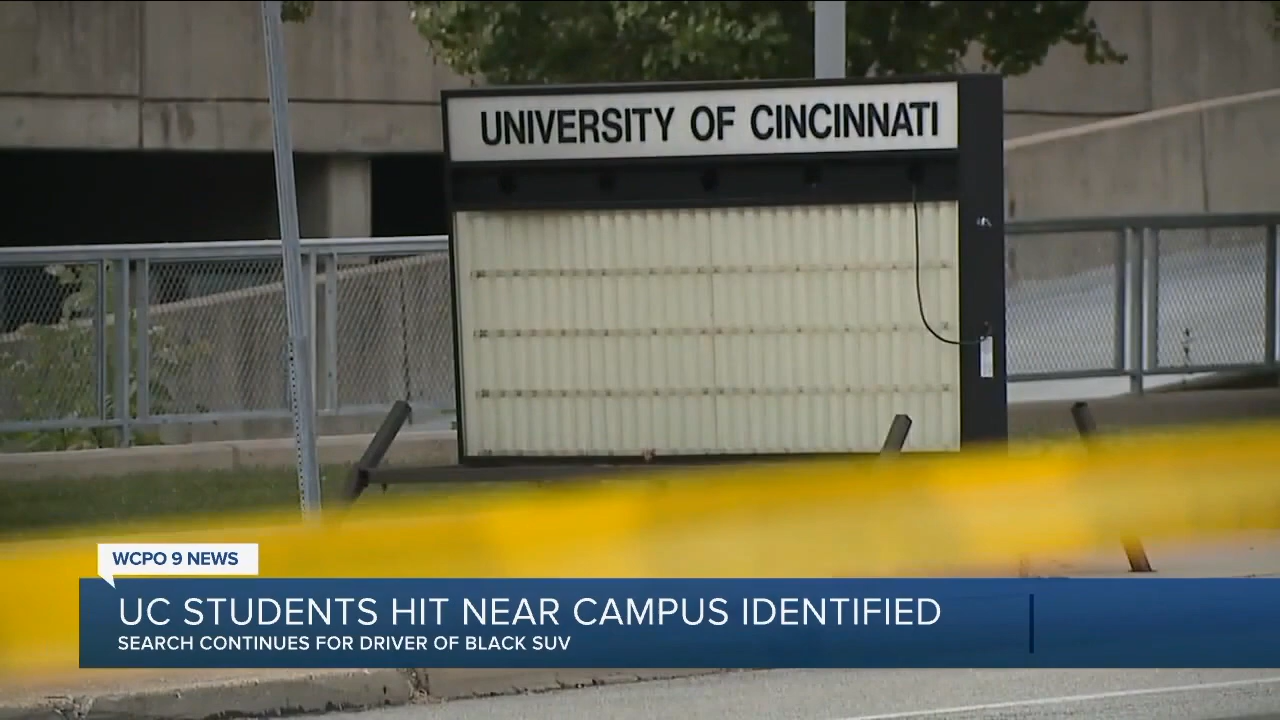 UNIVERSITY OF CINCINNATI
WCPO 9 NEWS
UC STUDENTS HIT NEAR CAMPUS IDENTIFIED
SEARCH CONTINUES FOR DRIVER OF BLACK SUV